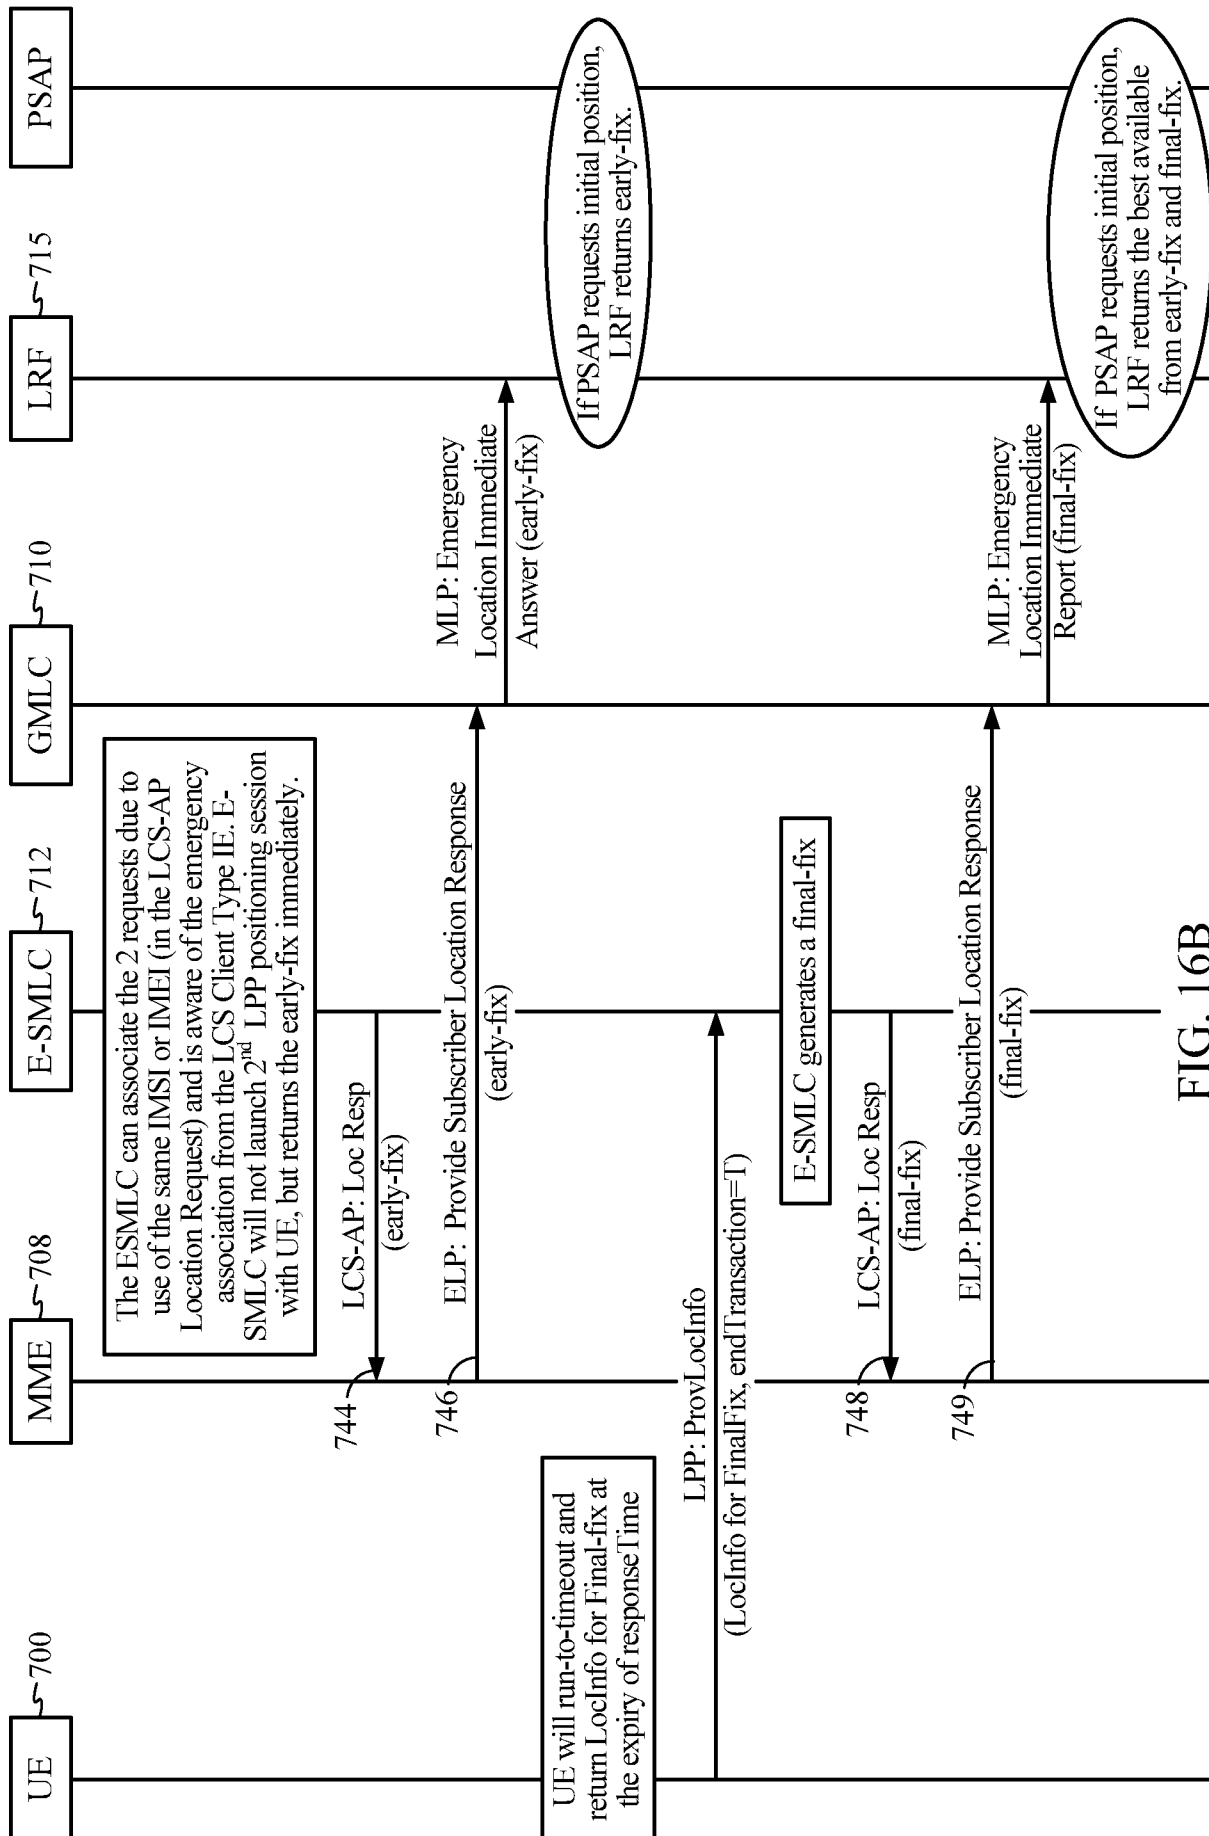 UE 700
MME 708
E-SMLC 712
GMLC 710
LRF 715
PSAP
The ESMLC can associate the 2 requests due to
use of the same IMSI or IMEI (in the LCS-AP
Location Request) and is aware of the emergency
association from the LCS Client Type IE. E-
SMLC will not launch 2nd LPP positioning session
with UE, but returns the early-fix immediately.
744
LCS-AP: Loc Resp
(early-fix)
746
ELP: Provide Subscriber Location Response
(early-fix)
MLP: Emergency
Location Immediate
Answer (early-fix)
If PSAP requests initial position,
LRF returns early-fix.
UE will run-to-timeout and
return LocInfo for Final-fix at
the expiry of responseTime
LPP: ProvLocInfo
(LocInfo for FinalFix, endTransaction=T)
E-SMLC generates a final-fix
748
LCS-AP: Loc Resp
(final-fix)
749
ELP: Provide Subscriber Location Response
(final-fix)
MLP: Emergency
Location Immediate
Report (final-fix)
If PSAP requests initial position,
LRF returns the best available
from early-fix and final-fix.
FIG. 16B